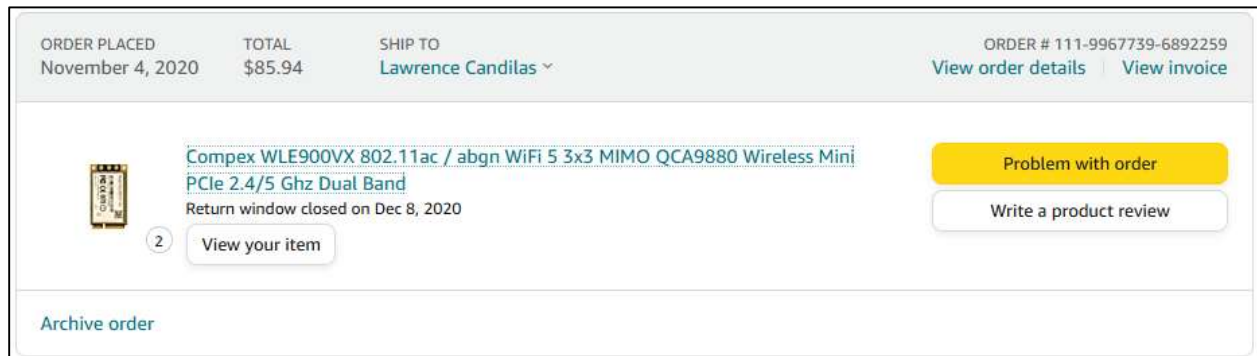 ORDER PLACED
November 4, 2020
TOTAL
$85.94
SHIP TO
Lawrence Candilas
ORDER # 111-9967739-6892259
View order details
View invoice
Compex WLE900VX 802.11ac / abgn WiFi 5 3x3 MIMO QCA9880 Wireless Mini
PCIe 2.4/5 Ghz Dual Band
Return window closed on Dec 8, 2020
2
View your item
Problem with order
Write a product review
Archive order